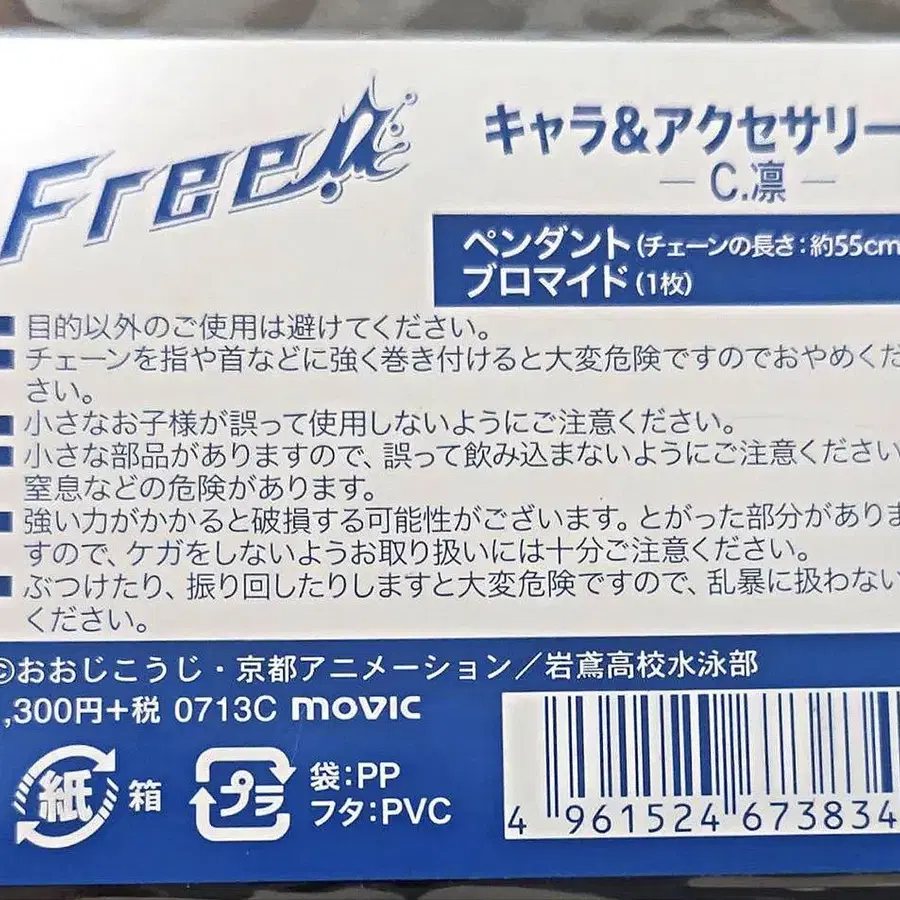 Free!
キャラ&アクセサリー
— C.凛 —
ペンダント(チェーンの長さ:約55cm
ブロマイド(1枚)
■目的以外のご使用は避けてください。
■チェーンを指や首などに強く巻き付けると大変危険ですのでおやめくだ
さい。
■小さなお子様が誤って使用しないようにご注意ください。
■小さな部品がありますので、誤って飲み込まないようにご注意ください
窒息などの危険があります。
■強い力がかかると破損する可能性がございます。とがった部分がありま
すので、ケガをしないようお取り扱いには十分ご注意ください。
■ぶつけたり、振り回したりしますと大変危険ですので、乱暴に扱わない
ください。
©おおじこうじ・京都アニメーション/岩鳶高校水泳部
,300円+税 0713C movic
紙 箱
プラ 袋:PP
フタ:PVC
4 961524 673834